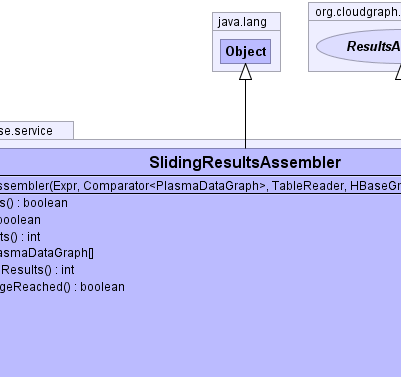 java.lang
org.cloudgraph.
Object
ResultsA
se.service
SlidingResultsAssembler
ssembler(Expr, Comparator<PlasmaDataGraph>, TableReader, HBaseGr
s() : boolean
boolean
ts() : int
asmaDataGraph[]
Results() : int
geReached() : boolean